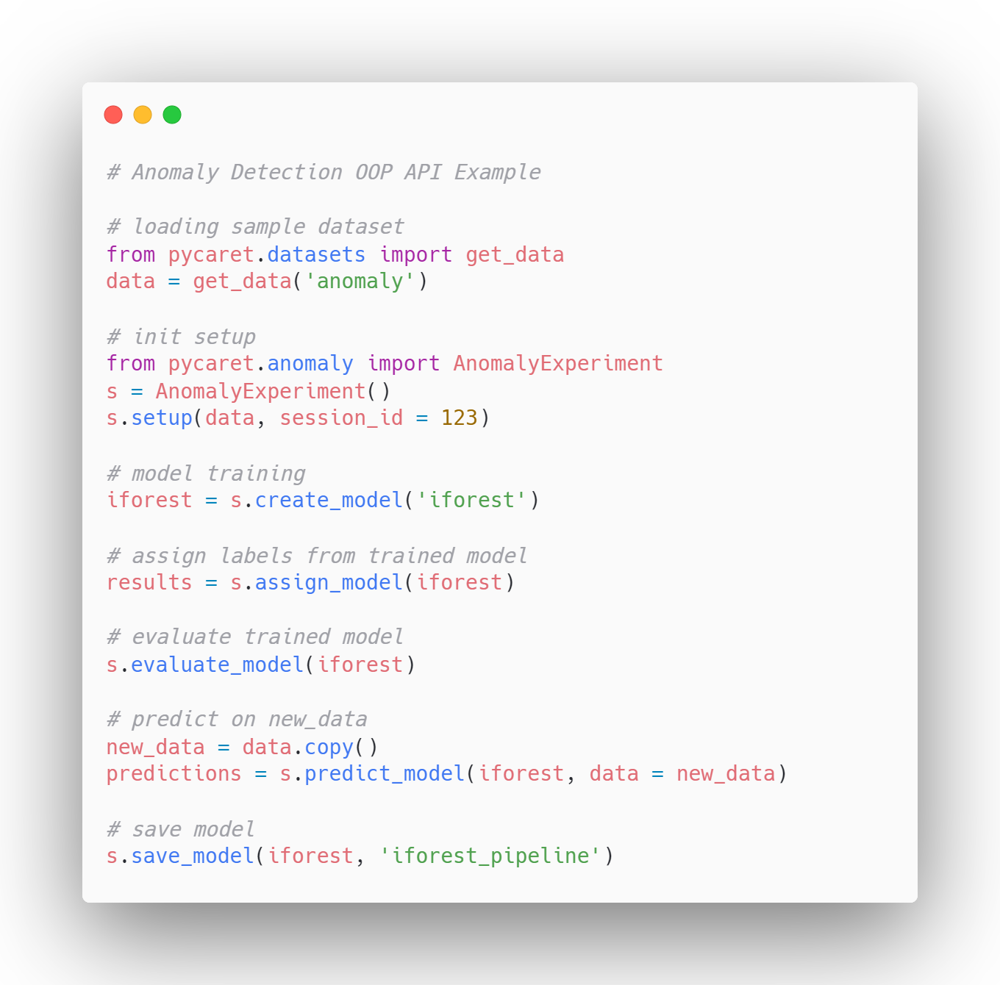 # Anomaly Detection OOP API Example
# loading sample dataset
from pycaret.datasets import get_data
data = get_data('anomaly')
# init setup
from pycaret.anomaly import AnomalyExperiment
s = AnomalyExperiment()
s.setup(data, session_id = 123)
# model training
iforest = s.create_model('iforest')
# assign labels from trained model
results = s.assign_model(iforest)
# evaluate trained model
s.evaluate_model(iforest)
# predict on new_data
new_data = data.copy()
predictions = s.predict_model(iforest, data = new_data)
# save model
s.save_model(iforest, 'iforest_pipeline')